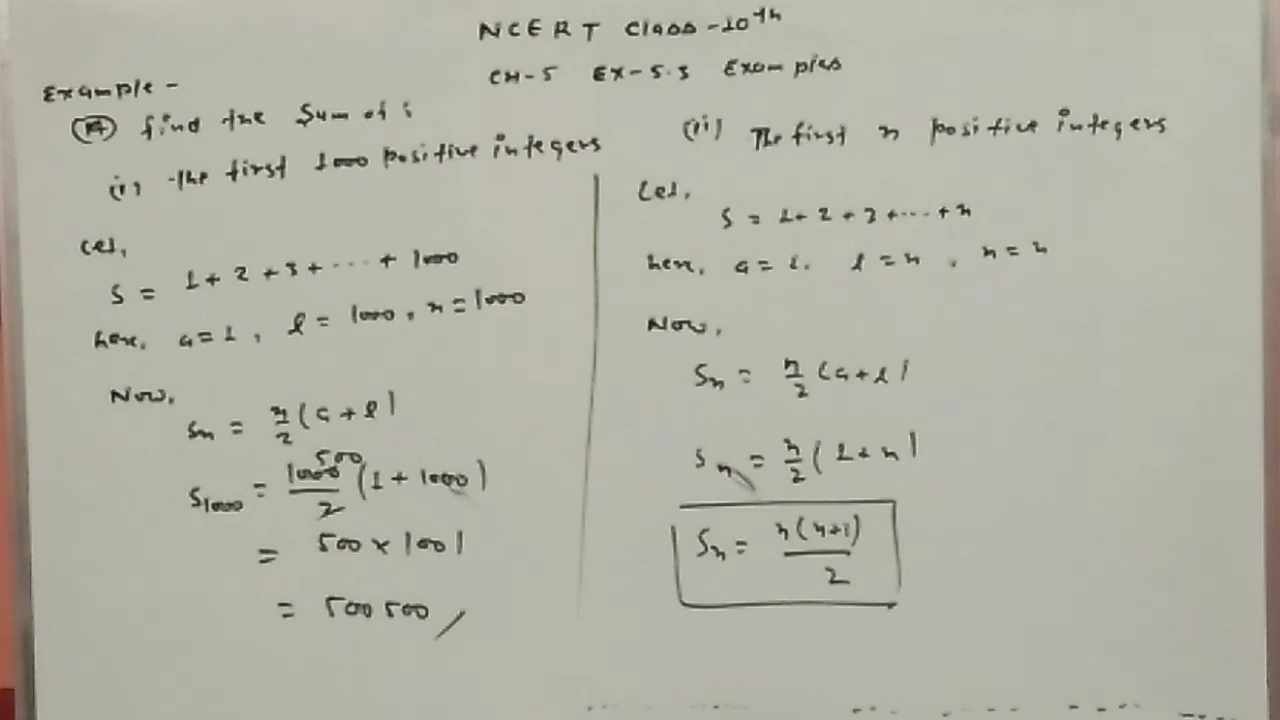 NCERT Class-10th
CH-5 EX-5.3 Examples
Example-
(14) find the Sum of :
(i) The first 1000 positive integers
Let,
S = 1 + 2 + 3 + ... + 1000
here, a = 1, l = 1000, n = 1000
Now,
Sn = n/2 (a + l)
500
S1000 = 1000/2 (1 + 1000)
= 500 × 1001
= 500500
(ii) The first n positive integers
Let,
S = 1 + 2 + 3 + ... + n
here, a = 1, l = n, n = n
Now,
Sn = n/2 (a + l)
Sn = n/2 (1 + n)
Sn = n(n+1)/2